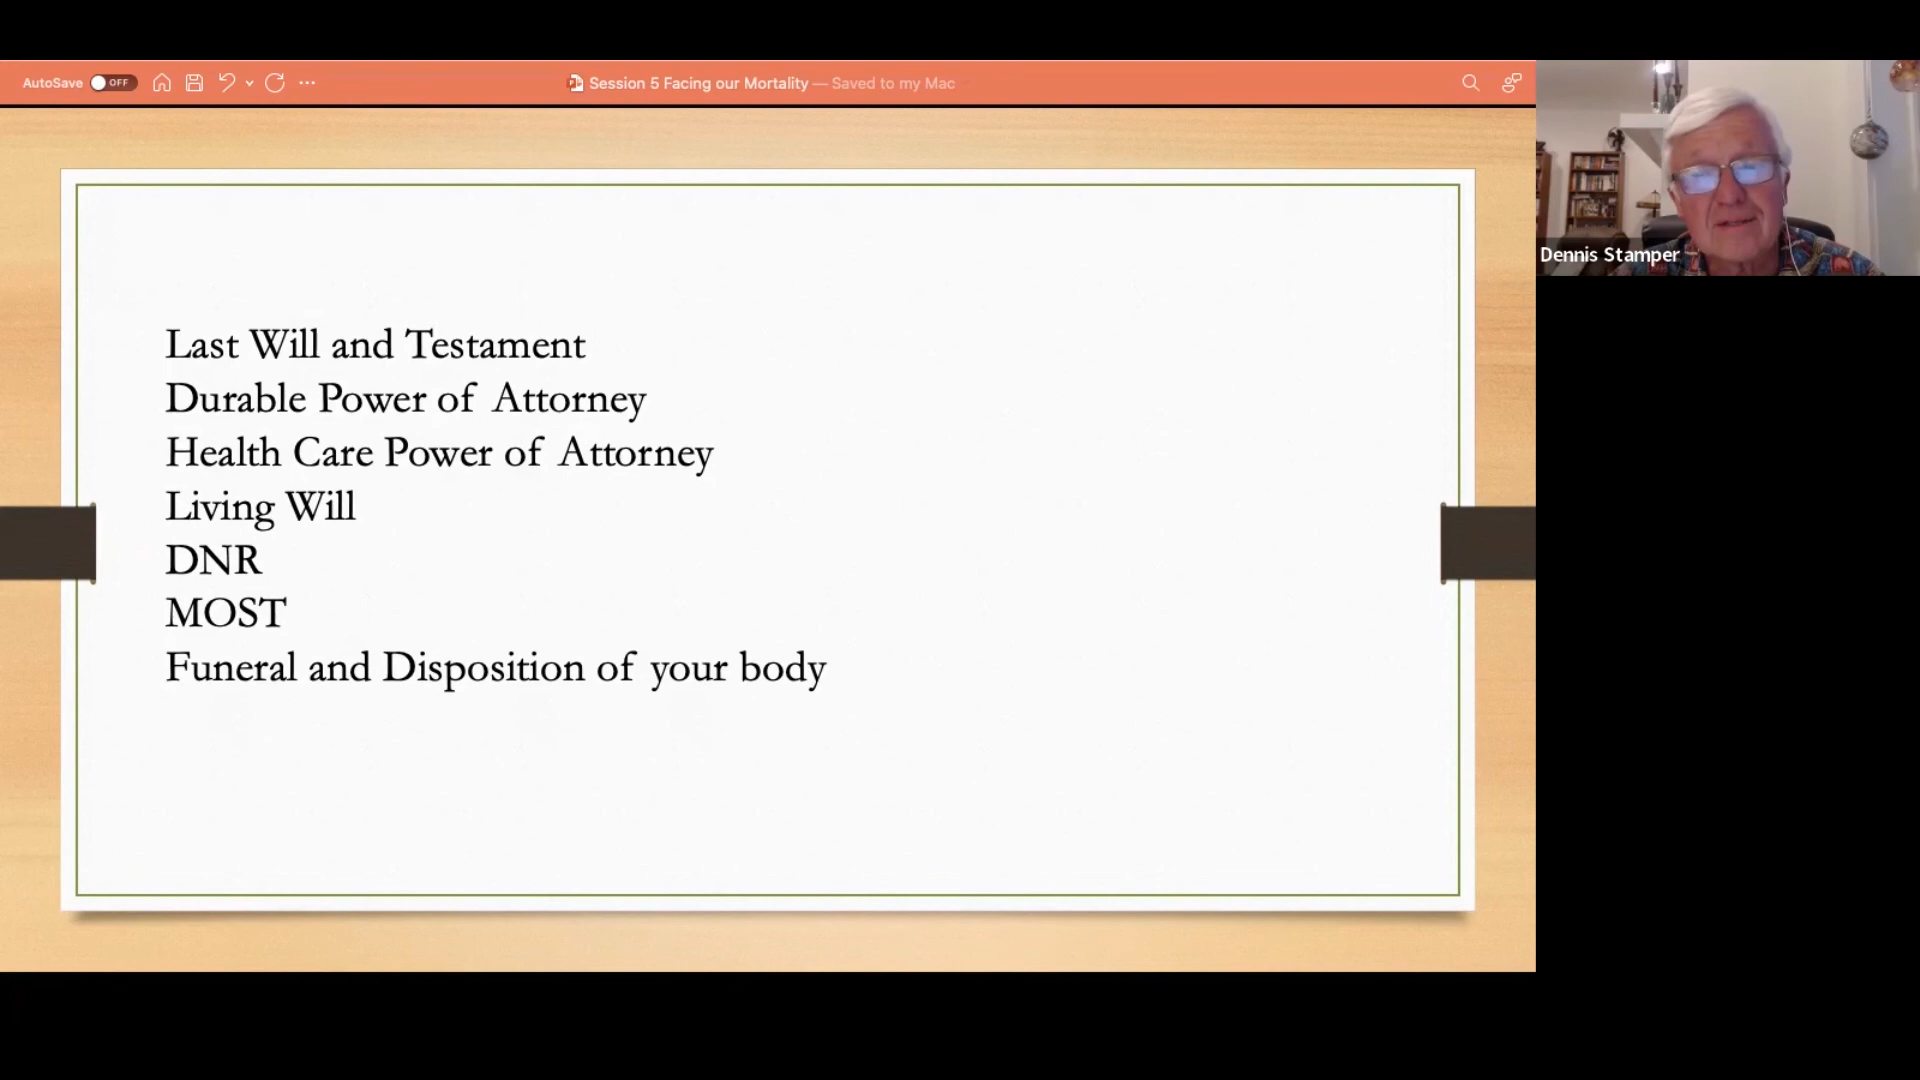 AutoSave OFF
Session 5 Facing our Mortality — Saved to my Mac
Dennis Stamper
Last Will and Testament
Durable Power of Attorney
Health Care Power of Attorney
Living Will
DNR
MOST
Funeral and Disposition of your body